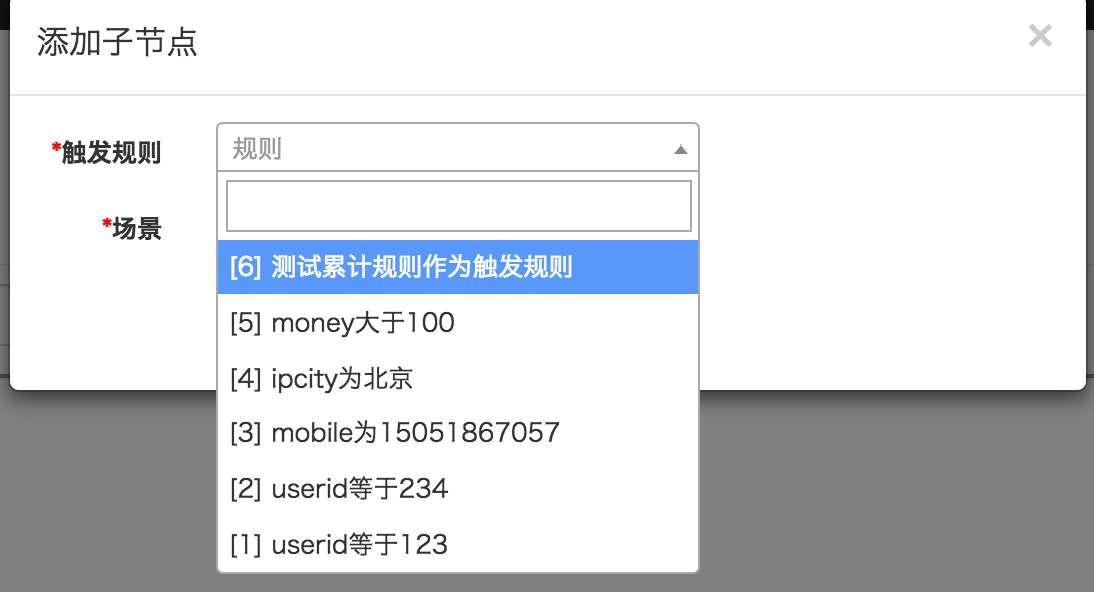 添加子节点 ×
*触发规则 规则
*场景
[6] 测试累计规则作为触发规则
[5] money大于100
[4] ipcity为北京
[3] mobile为15051867057
[2] userid等于234
[1] userid等于123